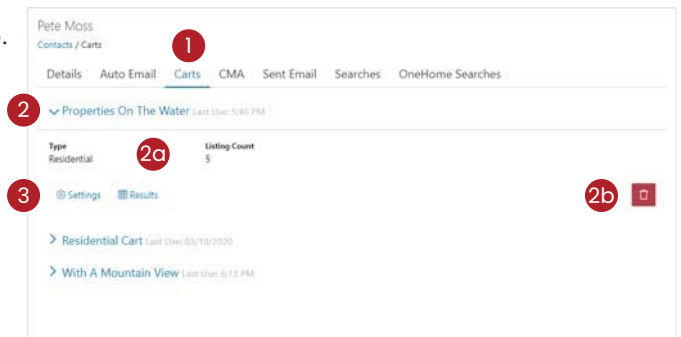 Pete Moss
Contacts / Carts
1
Details Auto Email Carts CMA Sent Email Searches OneHome Searches
2 Properties On The Water Last Use: 5:46 PM
Type Listing Count
Residential 2a 5
3 Settings Results 2b
Residential Cart Last Use: 03/10/2020
With A Mountain View Last Use: 6:13 PM